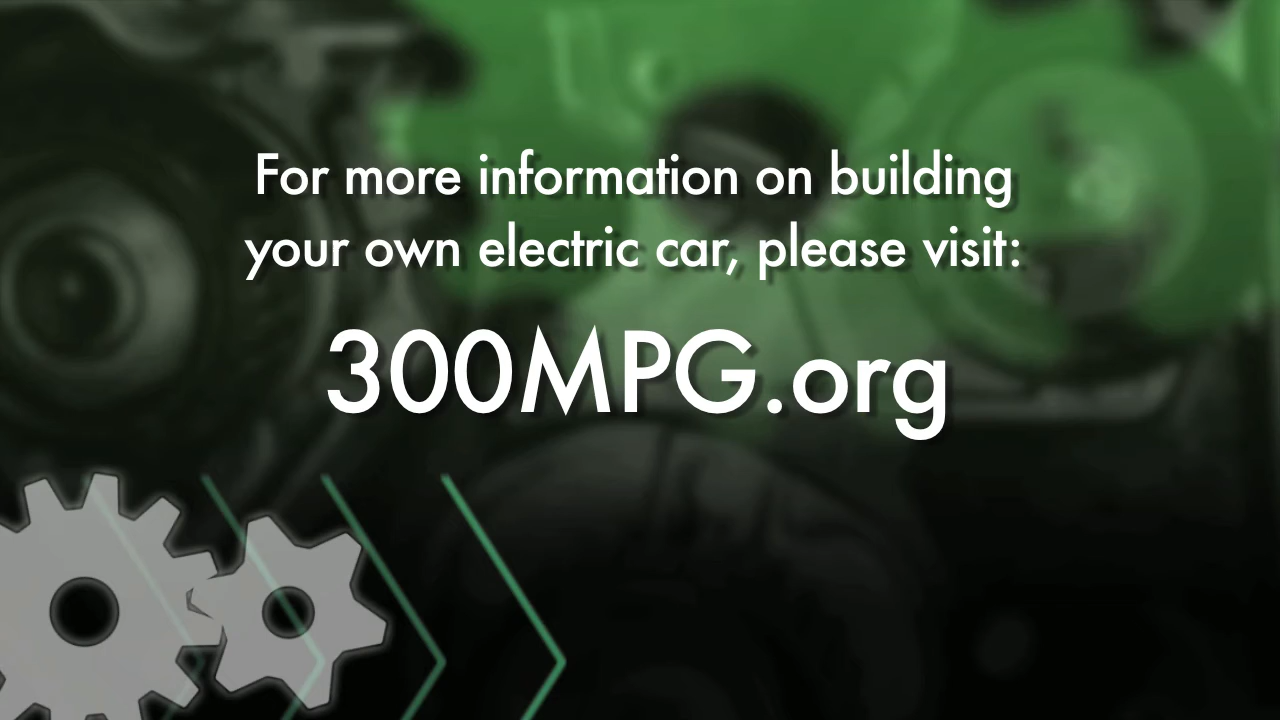 For more information on building
your own electric car, please visit:
300MPG.org